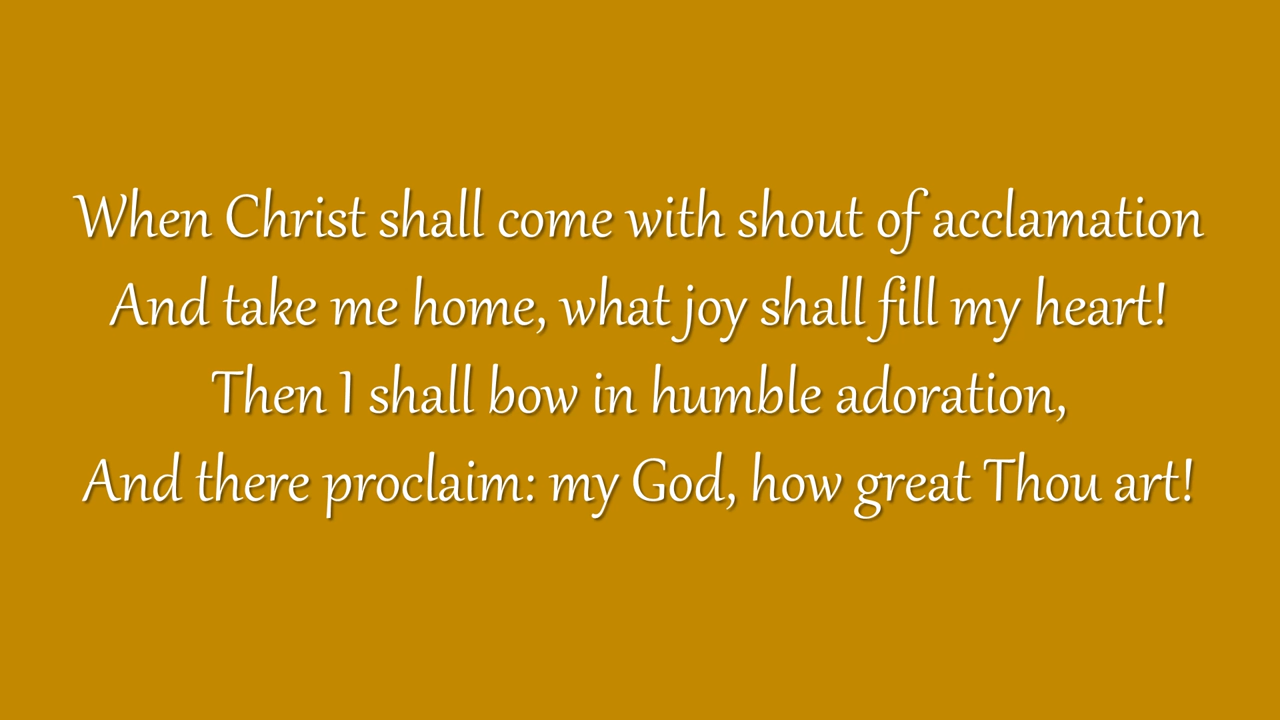 When Christ shall come with shout of acclamation
And take me home, what joy shall fill my heart!
Then I shall bow in humble adoration,
And there proclaim: my God, how great Thou art!